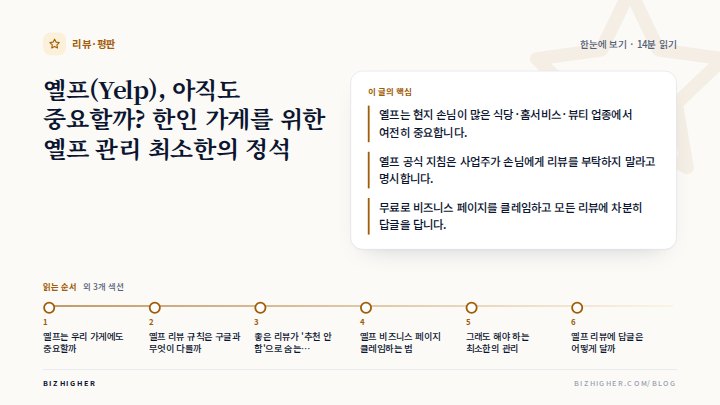 리뷰·평판
한눈에 보기 · 14분 읽기
옐프(Yelp), 아직도
중요할까? 한인 가게를 위한
옐프 관리 최소한의 정석
이 글의 핵심
옐프는 현지 손님이 많은 식당·홈서비스·뷰티 업종에서
여전히 중요합니다.
옐프 공식 지침은 사업주가 손님에게 리뷰를 부탁하지 말라고
명시합니다.
무료로 비즈니스 페이지를 클레임하고 모든 리뷰에 차분히
답글을 답니다.
읽는 순서 외 3개 섹션
1
옐프는 우리 가게에도
중요할까
2
옐프 리뷰 규칙은 구글과
무엇이 다를까
3
좋은 리뷰가 '추천 안
함'으로 숨는…
4
옐프 비즈니스 페이지
클레임하는 법
5
그래도 해야 하는
최소한의 관리
6
옐프 리뷰에 답글은
어떻게 달까
BIZHIGHER
BIZHIGHER.COM/BLOG